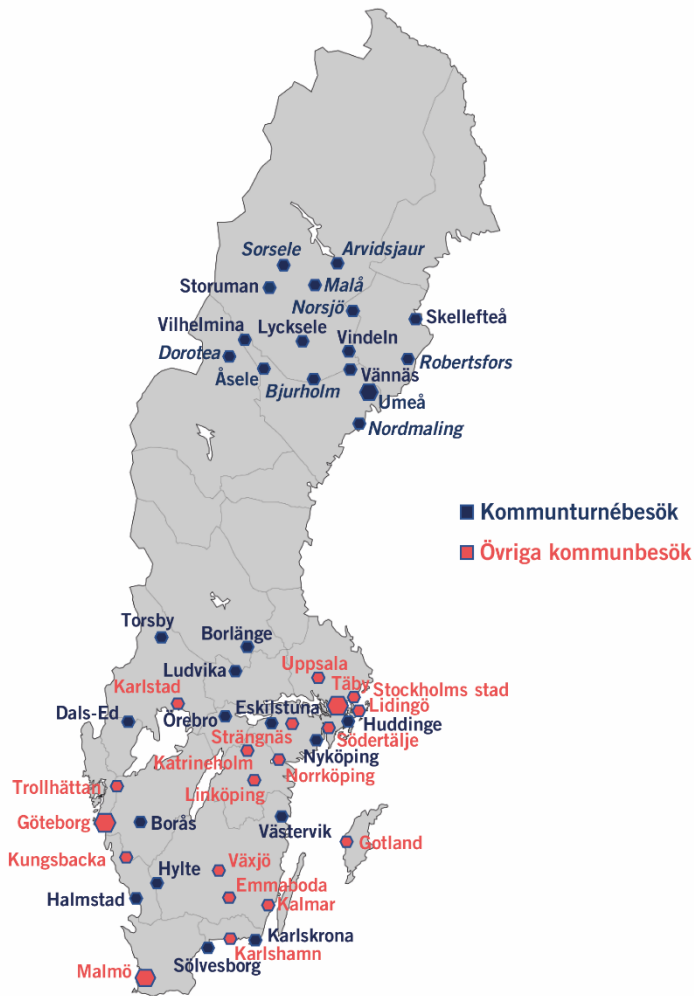 Sorsele
Arvidsjaur
Storuman
Malå
Norsjö
Skellefteå
Vilhelmina
Lycksele
Vindeln
Dorotea
Robertsfors
Åsele
Vännäs
Bjurholm
Umeå
Nordmaling
Kommunturnébesök
Övriga kommunbesök
Torsby
Borlänge
Uppsala
Ludvika
Täby
Stockholms stad
Karlstad
Lidingö
Dals-Ed
Örebro
Eskilstuna
Huddinge
Strängnäs
Södertälje
Nyköping
Katrineholm
Norrköping
Trollhättan
Linköping
Göteborg
Borås
Västervik
Gotland
Kungsbacka
Växjö
Hylte
Emmaboda
Halmstad
Kalmar
Karlskrona
Karlshamn
Sölvesborg
Malmö